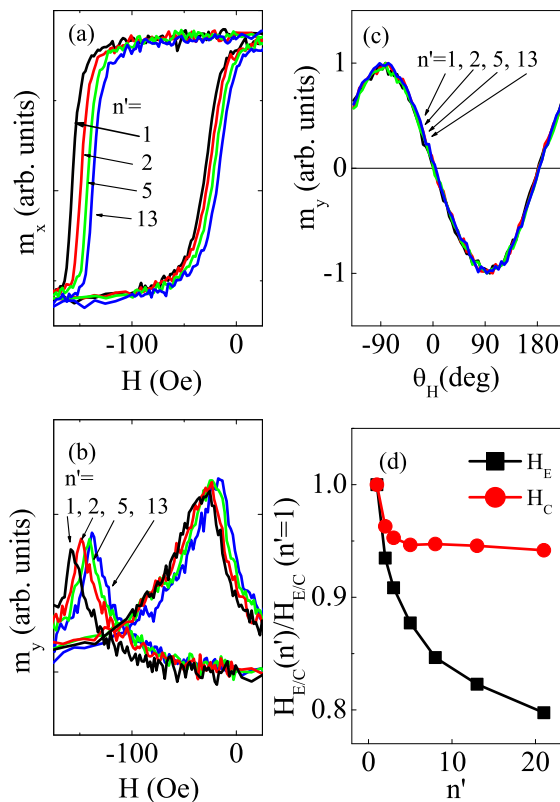 (a)
n'=
1
2
5
13
m_x (arb. units)
-100
0
H (Oe)
(c)
n'=1, 2, 5, 13
1
0
-1
m_y (arb. units)
-90
0
90
180
θ_H(deg)
(b)
n'=
1, 2, 5, 13
m_y (arb. units)
-100
0
H (Oe)
(d)
H_E
H_C
1.0
0.9
0.8
H_E/C(n')/H_E/C (n'=1)
0
10
20
n'